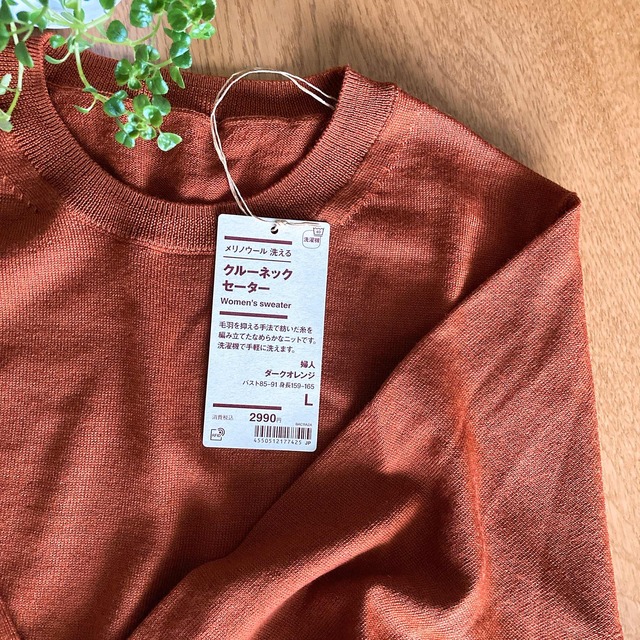 洗濯機
メリノウール 洗える
クルーネック
セーター
Women's sweater
毛羽を抑える手法で紡いだ糸を
編み立てたなめらかなニットです。
洗濯機で手軽に洗えます。
婦人
ダークオレンジ
バスト85-91 身長159-165
L
消費税込 2990円
4550512177425 JP